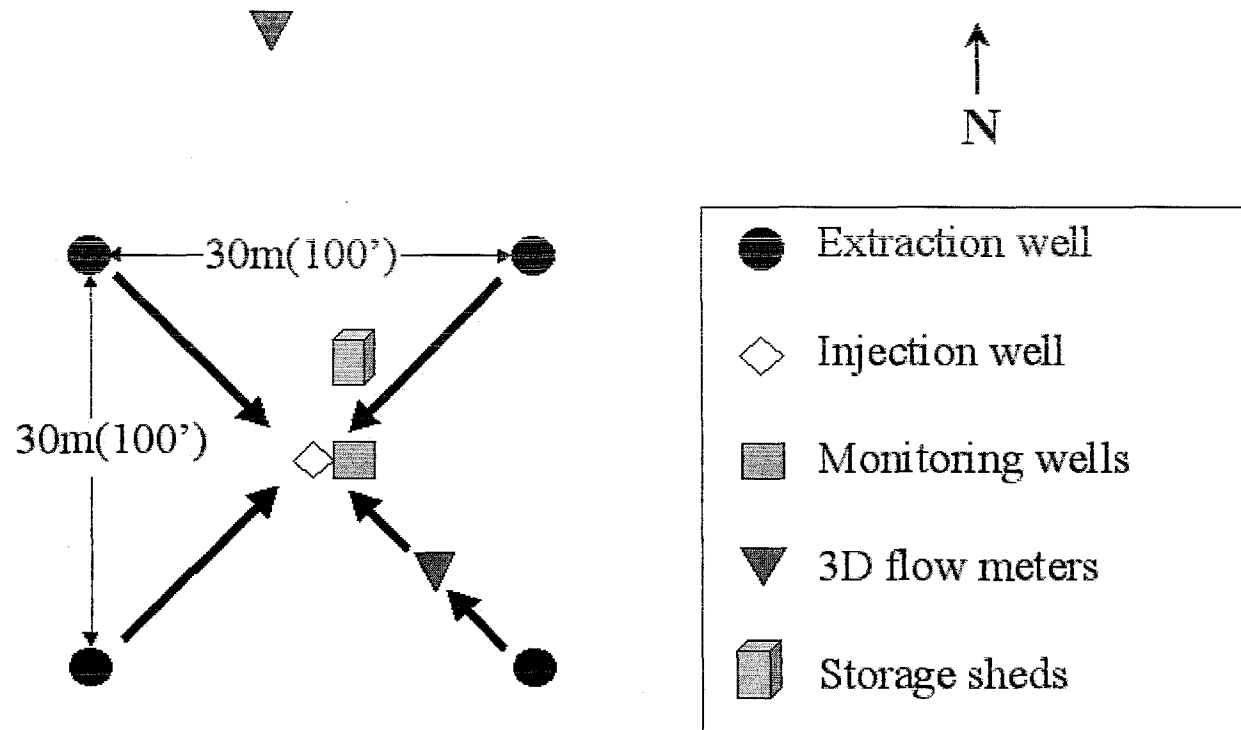 N
30m(100’)
30m(100’)
Extraction well
Injection well
Monitoring wells
3D flow meters
Storage sheds